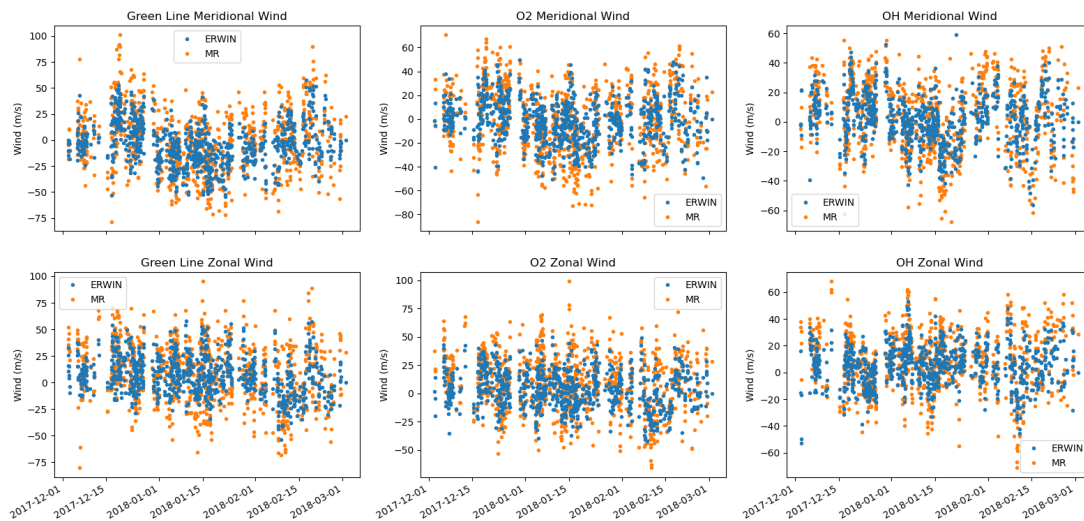 Green Line Meridional Wind
O2 Meridional Wind
OH Meridional Wind
100
75
50
25
0
−25
−50
−75
Wind (m/s)
ERWIN
MR
60
40
20
0
−20
−40
−60
−80
Wind (m/s)
ERWIN
MR
60
40
20
0
−20
−40
−60
Wind (m/s)
ERWIN
MR
Green Line Zonal Wind
O2 Zonal Wind
OH Zonal Wind
100
75
50
25
0
−25
−50
−75
Wind (m/s)
ERWIN
MR
100
50
0
−50
Wind (m/s)
ERWIN
MR
60
40
20
0
−20
−40
−60
Wind (m/s)
ERWIN
MR
2017-12-01
2017-12-15
2018-01-01
2018-01-15
2018-02-01
2018-02-15
2018-03-01
2017-12-01
2017-12-15
2018-01-01
2018-01-15
2018-02-01
2018-02-15
2018-03-01
2017-12-01
2017-12-15
2018-01-01
2018-01-15
2018-02-01
2018-02-15
2018-03-01